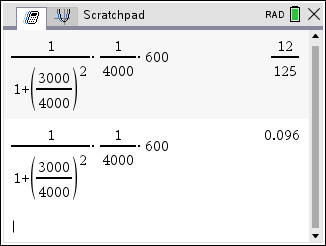 Scratchpad RAD
1/(1+(3000/4000)^2) · 1/4000 · 600 12/125
1/(1+(3000/4000)^2) · 1/4000 · 600 0.096